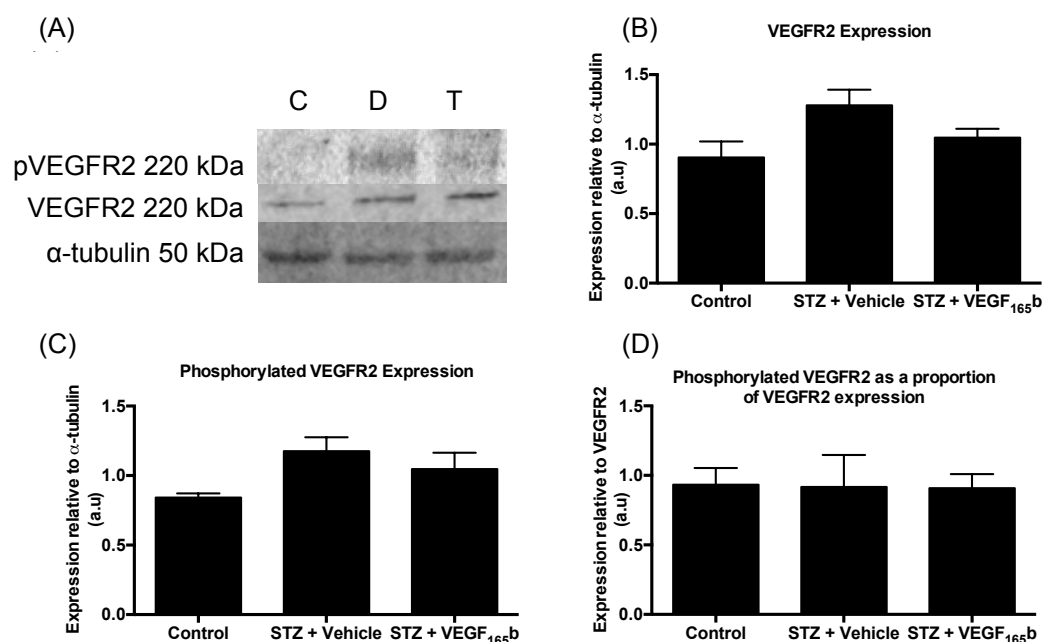 (A)
C D T
pVEGFR2 220 kDa
VEGFR2 220 kDa
α-tubulin 50 kDa
(B)
VEGFR2 Expression
Expression relative to α-tubulin
(a.u)
1.5
1.0
0.5
0.0
Control STZ + Vehicle STZ + VEGF₁₆₅b
(C)
Phosphorylated VEGFR2 Expression
Expression relative to α-tubulin
(a.u)
1.5
1.0
0.5
0.0
Control STZ + Vehicle STZ + VEGF₁₆₅b
(D)
Phosphorylated VEGFR2 as a proportion
of VEGFR2 expression
Expression relative to VEGFR2
(a.u)
1.5
1.0
0.5
0.0
Control STZ + Vehicle STZ + VEGF₁₆₅b